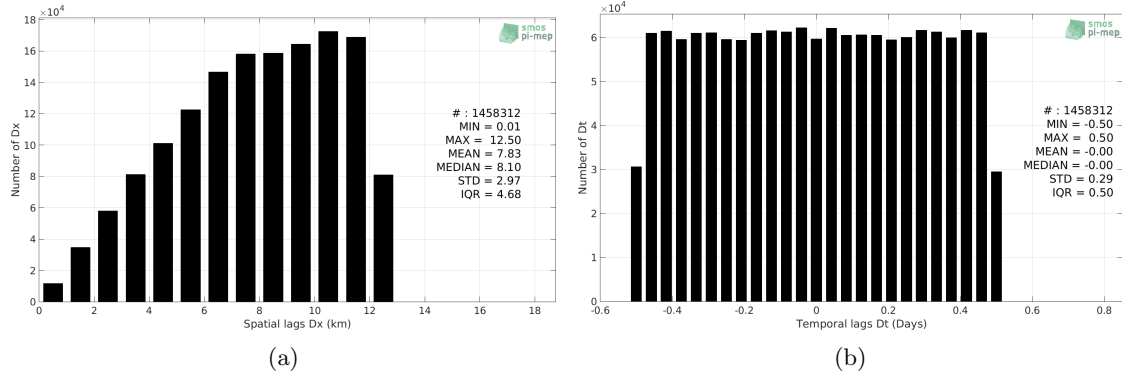 ×10^4
18
16
14
12
10
8
6
4
2
0
Number of Dx
smos
pi-mep
# : 1458312
MIN = 0.01
MAX = 12.50
MEAN = 7.83
MEDIAN = 8.10
STD = 2.97
IQR = 4.68
0 2 4 6 8 10 12 14 16 18
Spatial lags Dx (km)
(a)
×10^4
6
5
4
3
2
1
0
Number of Dt
smos
pi-mep
# : 1458312
MIN = -0.50
MAX = 0.50
MEAN = -0.00
MEDIAN = -0.00
STD = 0.29
IQR = 0.50
-0.6 -0.4 -0.2 0 0.2 0.4 0.6 0.8
Temporal lags Dt (Days)
(b)